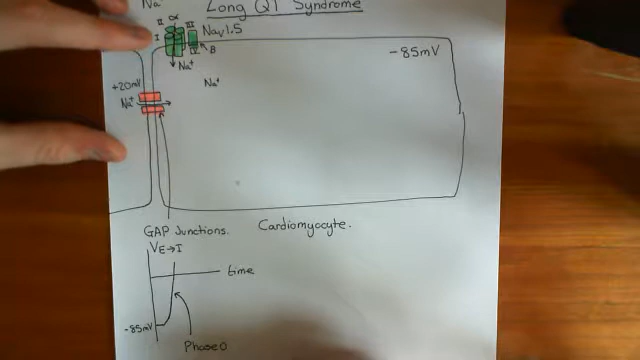 Na⁺
Long QT Syndrome
II α III
I
Nav1.5
IV
B
Na⁺
Na⁺
-85mV
+20mV
Na⁺
GAP Junctions.
Cardiomyocyte.
VE→I
time
-85mV
Phase 0